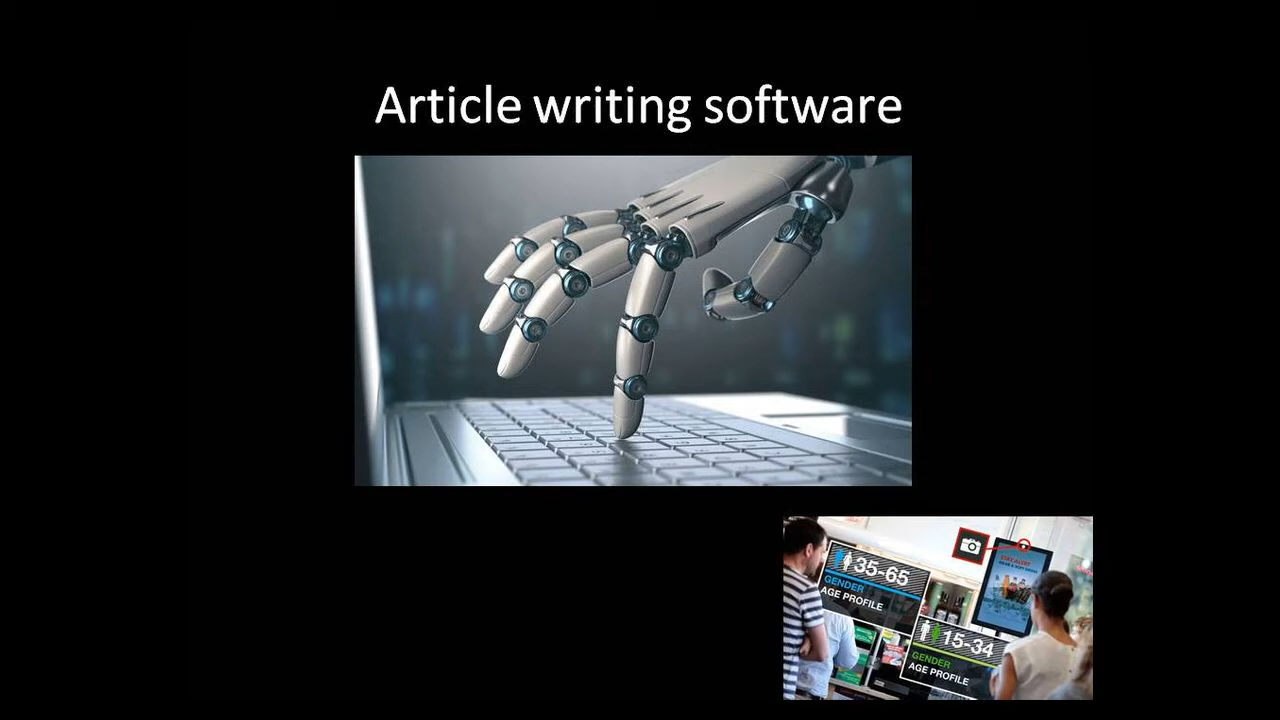 Article writing software
35-65
GENDER
AGE PROFILE
15-34
GENDER
AGE PROFILE